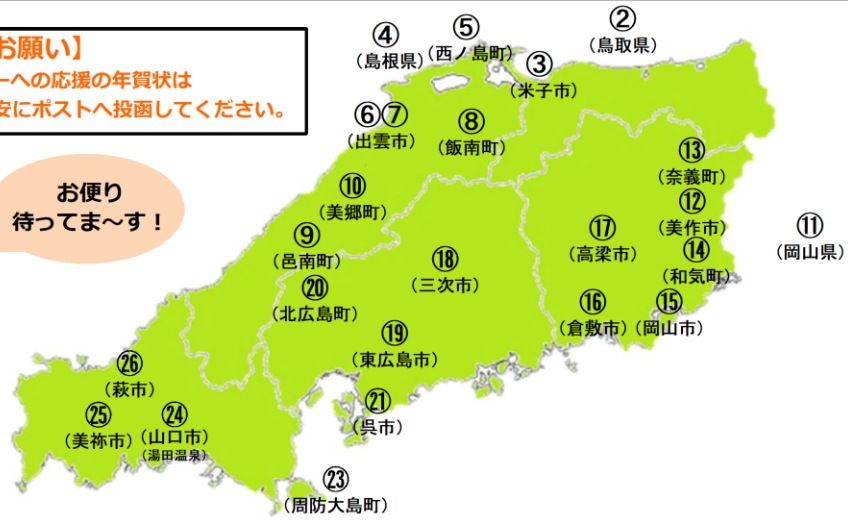 お願い】
ーへの応援の年賀状は
安にポストへ投函してください。
お便り
待ってま～す！
②
（鳥取県）
④
（島根県）
⑤
（西ノ島町）
③
（米子市）
⑥⑦
（出雲市）
⑧
（飯南町）
⑬
（奈義町）
⑩
（美郷町）
⑫
（美作市）
⑪
（岡山県）
⑨
（邑南町）
⑰
（高梁市）
⑭
（和気町）
⑱
（三次市）
⑳
（北広島町）
⑯
（倉敷市）
⑮
（岡山市）
⑲
（東広島市）
㉖
（萩市）
㉑
（呉市）
㉕
（美祢市）
㉔
（山口市）
（湯田温泉）
㉓
（周防大島町）